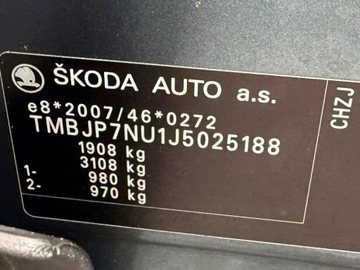 ŠKODA AUTO a.s.
e8*2007/46*0272
TMBJP7NU1J5025188
1908 kg
3108 kg
1- 980 kg
2- 970 kg
CHZJ